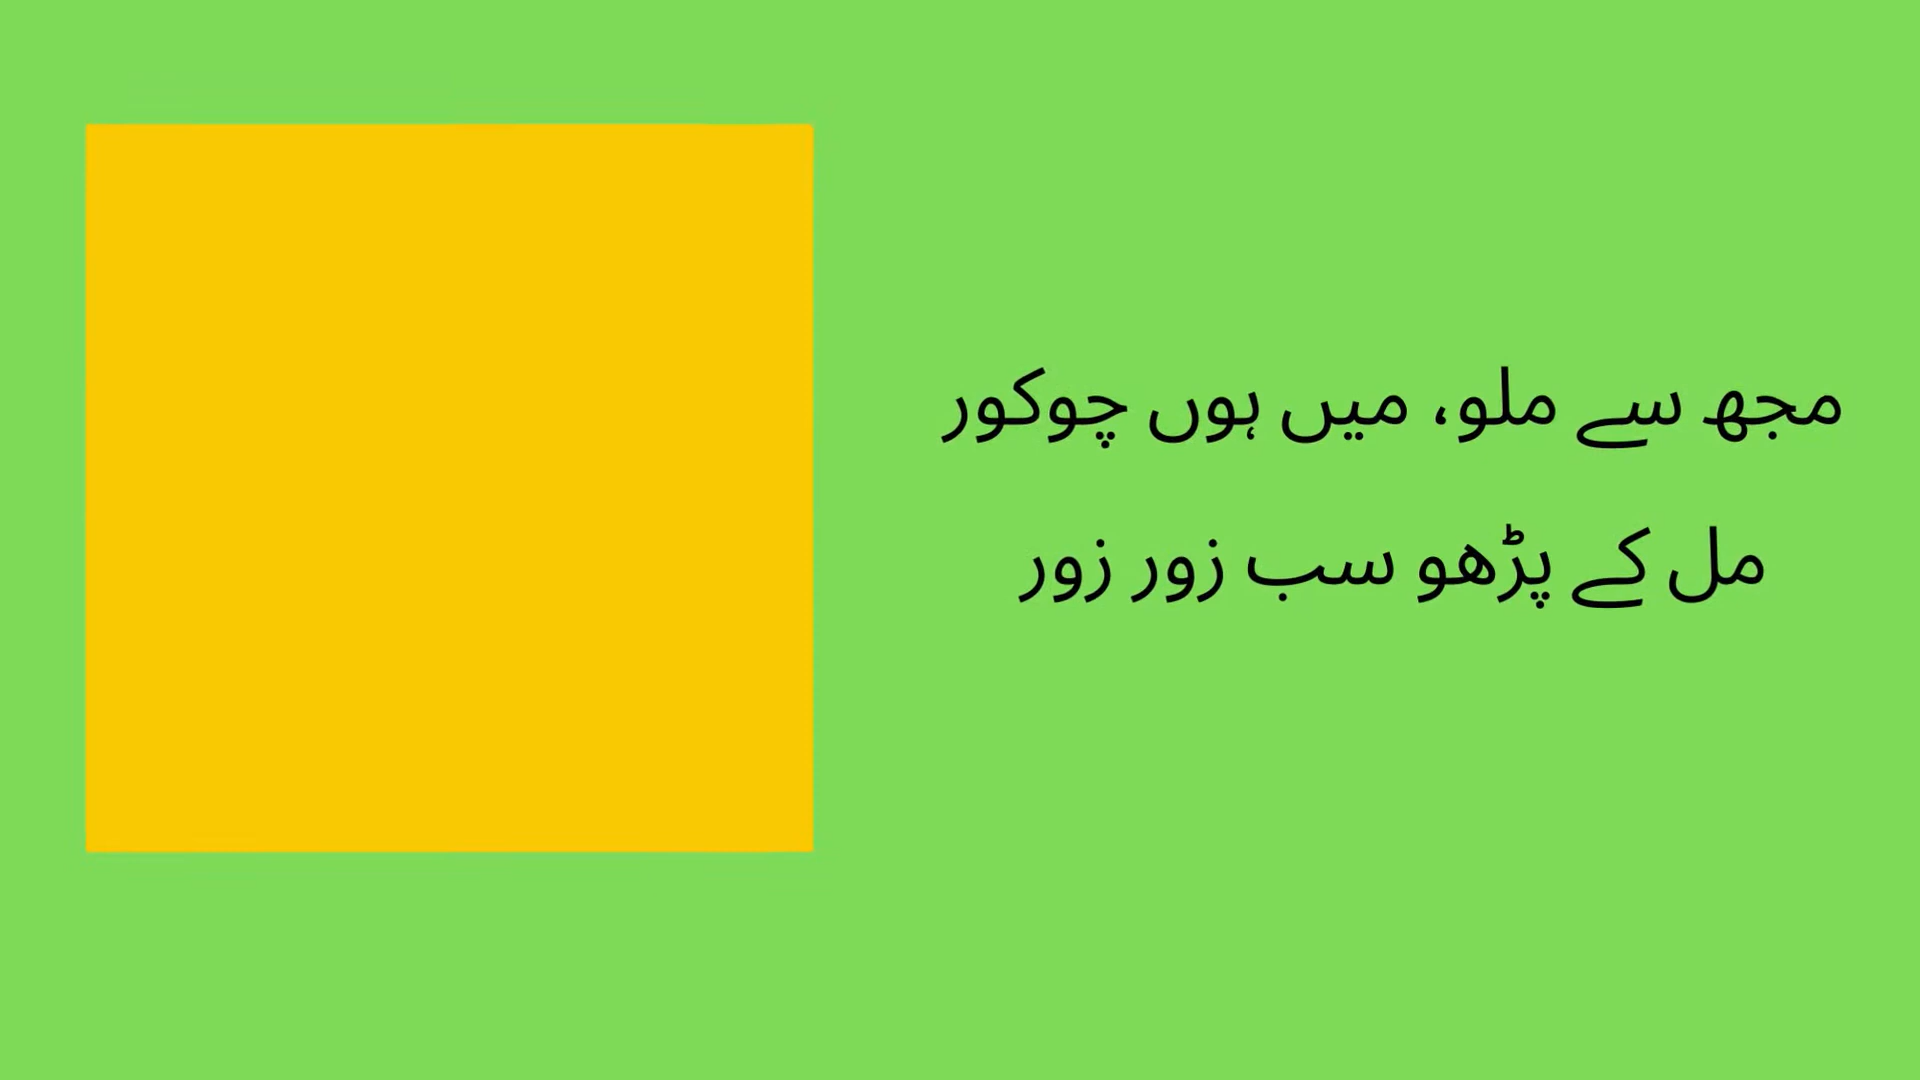 مجھ سے ملو، میں ہوں چوکور
مل کے پڑھو سب زور زور